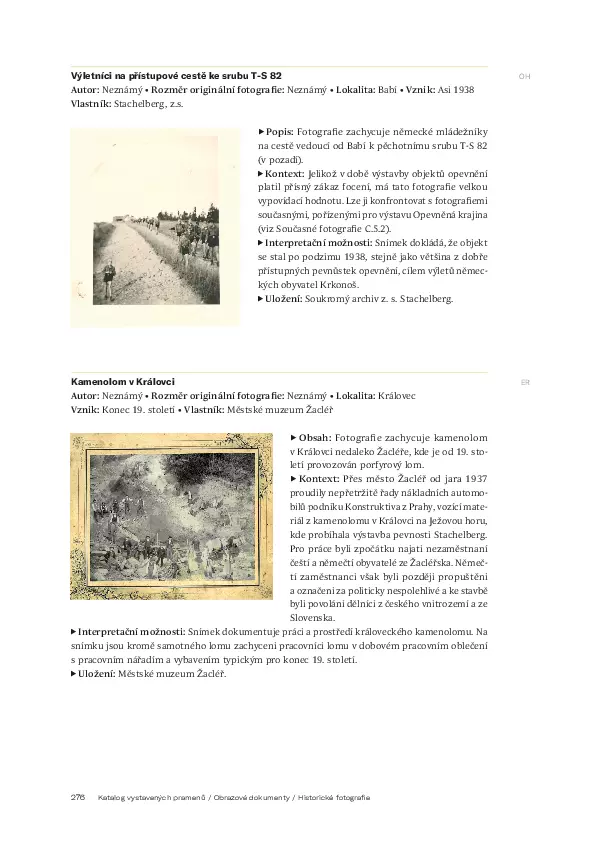 Výletníci na přístupové cestě ke srubu T-S 82
OH
Autor: Neznámý • Rozměr originální fotografie: Neznámý • Lokalita: Babí • Vznik: Asi 1938
Vlastník: Stachelberg, z.s.
▶ Popis: Fotografie zachycuje německé mládežníky
na cestě vedoucí od Babí k pěchotnímu srubu T-S 82
(v pozadí).
▶ Kontext: Jelikož v době výstavby objektů opevnění
platil přísný zákaz focení, má tato fotografie velkou
vypovídací hodnotu. Lze ji konfrontovat s fotografiemi
současnými, pořízenými pro výstavu Opevněná krajina
(viz Současné fotografie C.5.2).
▶ Interpretační možnosti: Snímek dokládá, že objekt
se stal po podzimu 1938, stejně jako většina z dobře
přístupných pevnůstek opevnění, cílem výletů němec-
kých obyvatel Krkonoš.
▶ Uložení: Soukromý archiv z. s. Stachelberg.
Kamenolom v Královci
ER
Autor: Neznámý • Rozměr originální fotografie: Neznámý • Lokalita: Královec
Vznik: Konec 19. století • Vlastník: Městské muzeum Žacléř
▶ Obsah: Fotografie zachycuje kamenolom
v Královci nedaleko Žacléře, kde je od 19. sto-
letí provozován porfyrový lom.
▶ Kontext: Přes město Žacléř od jara 1937
proudily nepřetržitě řady nákladních automo-
bilů podniku Konstruktiva z Prahy, vozící mate-
riál z kamenolomu v Královci na Ježovou horu,
kde probíhala výstavba pevnosti Stachelberg.
Pro práce byli zpočátku najati nezaměstnaní
čeští a němečtí obyvatelé ze Žacléřska. Němeč-
tí zaměstnanci však byli později propuštěni
a označeni za politicky nespolehlivé a ke stavbě
byli povoláni dělníci z českého vnitrozemí a ze
Slovenska.
▶ Interpretační možnosti: Snímek dokumentuje práci a prostředí královeckého kamenolomu. Na
snímku jsou kromě samotného lomu zachyceni pracovníci lomu v dobovém pracovním oblečení
s pracovním nářadím a vybavením typickým pro konec 19. století.
▶ Uložení: Městské muzeum Žacléř.
276 Katalog vystavených pramenů / Obrazové dokumenty / Historické fotografie